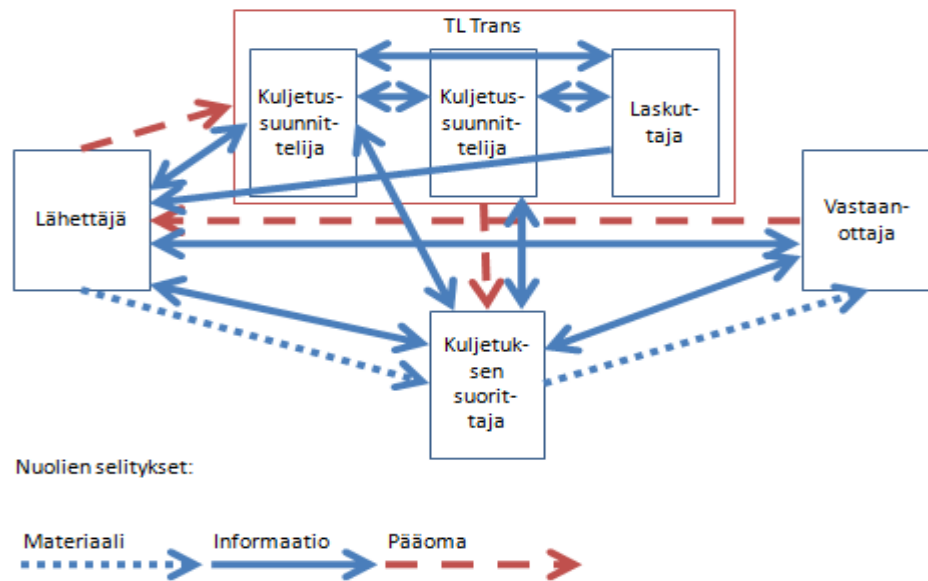 TL Trans
Kuljetus-
suunnit-
telija
Kuljetus-
suunnit-
telija
Laskut-
taja
Lähettäjä
Vastaan-
ottaja
Kuljetuk-
sen
suorit-
taja
Nuolien selitykset:
Materiaali
Informaatio
Pääoma